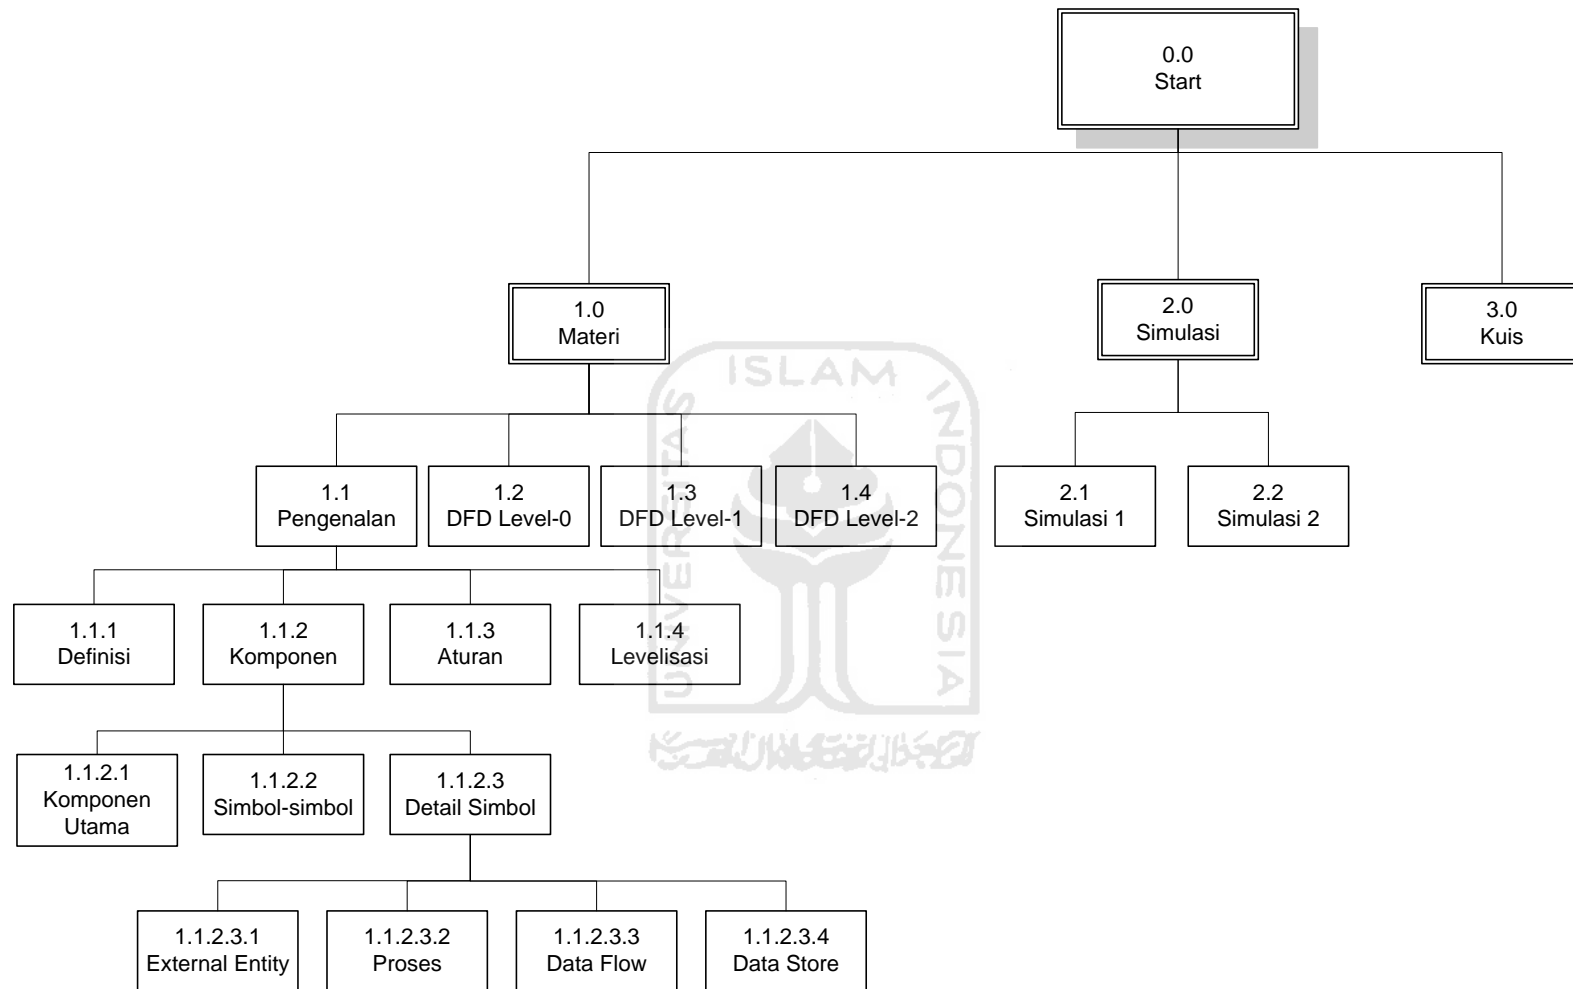 0.0
Start
1.0
Materi
2.0
Simulasi
3.0
Kuis
ISLAM
UNIVERSITAS
INDONESIA
1.1
Pengenalan
1.2
DFD Level-0
1.3
DFD Level-1
1.4
DFD Level-2
2.1
Simulasi 1
2.2
Simulasi 2
1.1.1
Definisi
1.1.2
Komponen
1.1.3
Aturan
1.1.4
Levelisasi
1.1.2.1
Komponen
Utama
1.1.2.2
Simbol-simbol
1.1.2.3
Detail Simbol
1.1.2.3.1
External Entity
1.1.2.3.2
Proses
1.1.2.3.3
Data Flow
1.1.2.3.4
Data Store